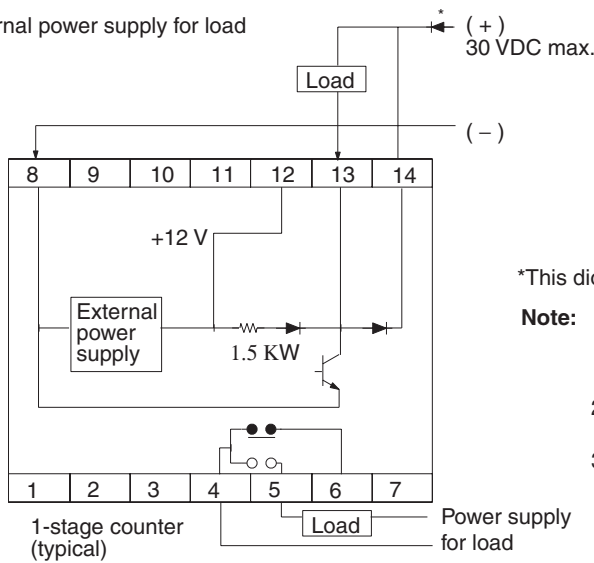 rnal power supply for load
*
( + )
30 VDC max.
Load
( − )
8 9 10 11 12 13 14
+12 V
External
power
supply
1.5 KW
*This dio
Note:
2
3
1 2 3 4 5 6 7
1-stage counter
(typical)
Load
Power supply
for load